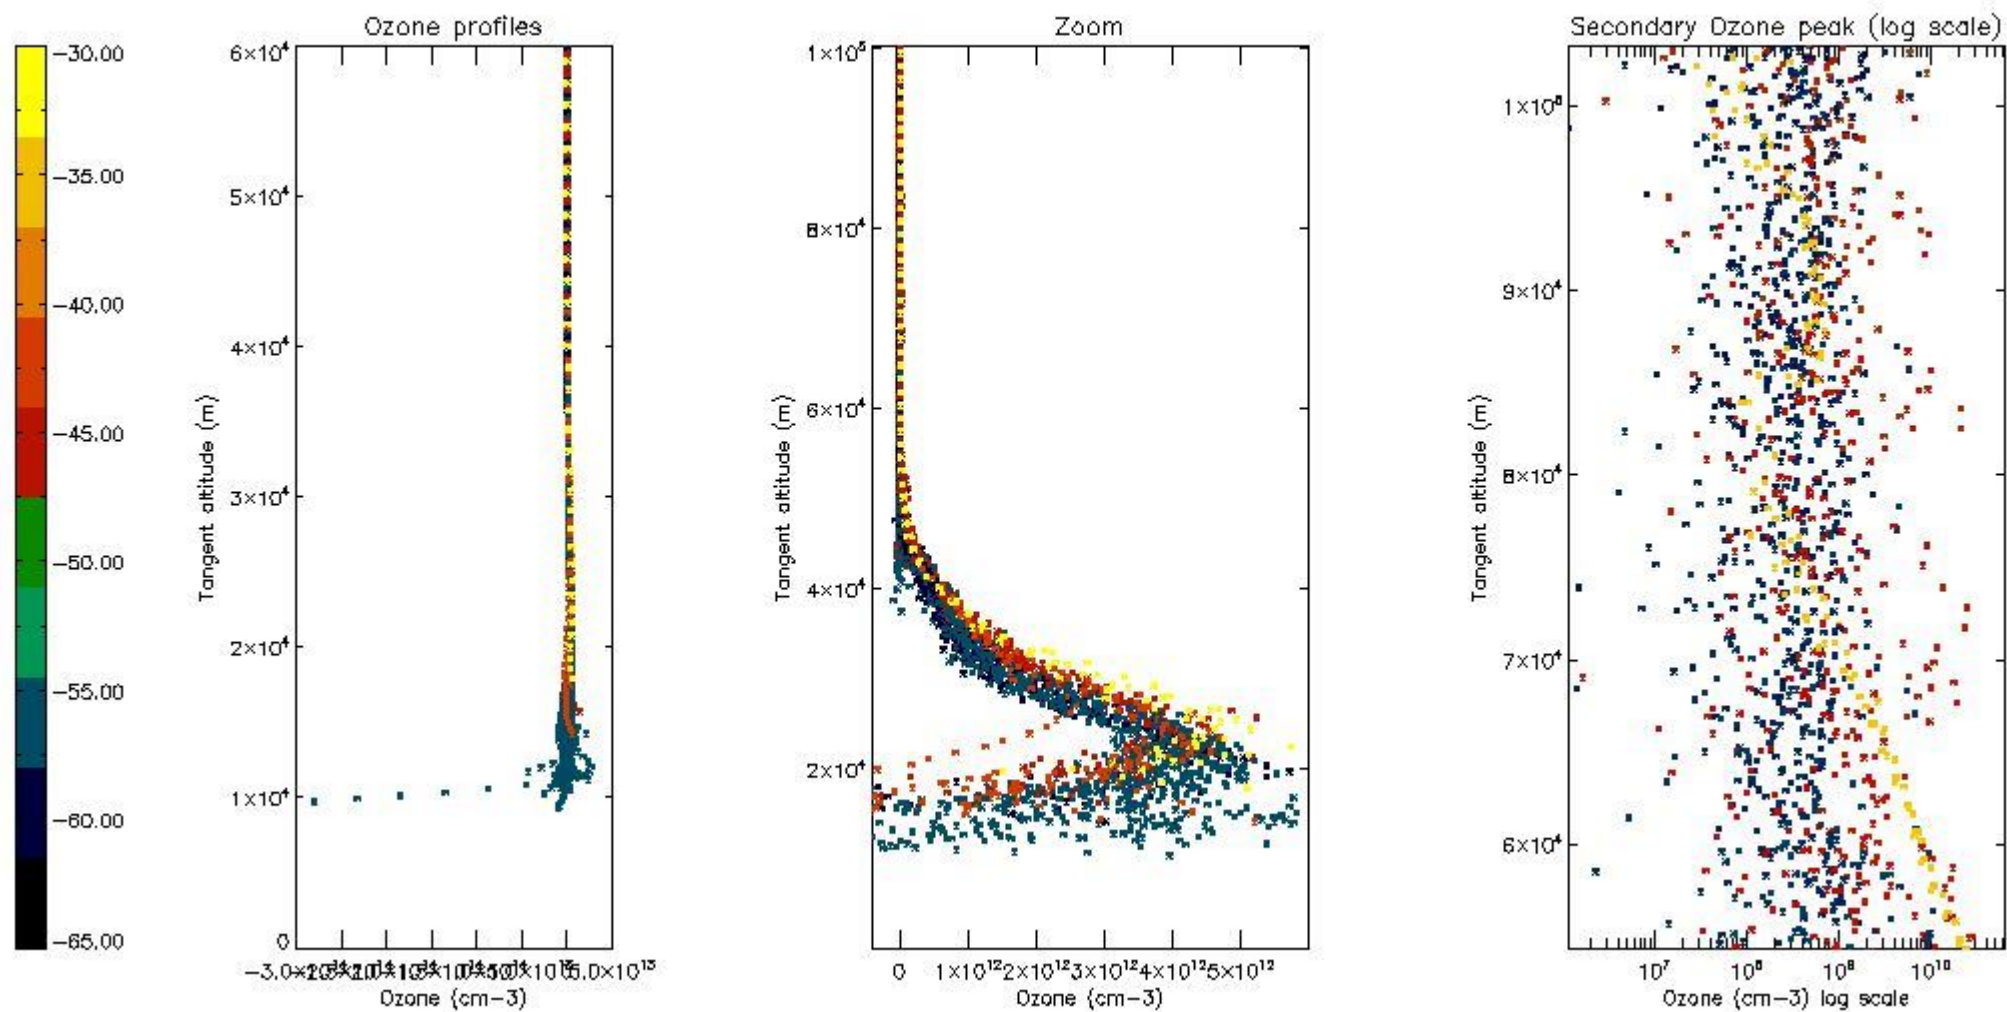 Ozone profiles
Zoom
Secondary Ozone peak (log scale)
−30.00
−35.00
−40.00
−45.00
−50.00
−55.00
−60.00
−65.00
6×10⁴
5×10⁴
4×10⁴
3×10⁴
2×10⁴
1×10⁴
0
Tangent altitude (m)
5.0×10¹³
Ozone (cm−3)
1×10⁵
8×10⁴
6×10⁴
4×10⁴
2×10⁴
Tangent altitude (m)
0 1×10¹² 2×10¹² 3×10¹² 4×10¹² 5×10¹²
Ozone (cm−3)
9×10⁴
8×10⁴
7×10⁴
6×10⁴
Tangent altitude (m)
10⁷ 10⁹ 10¹⁰
Ozone (cm−3) log scale